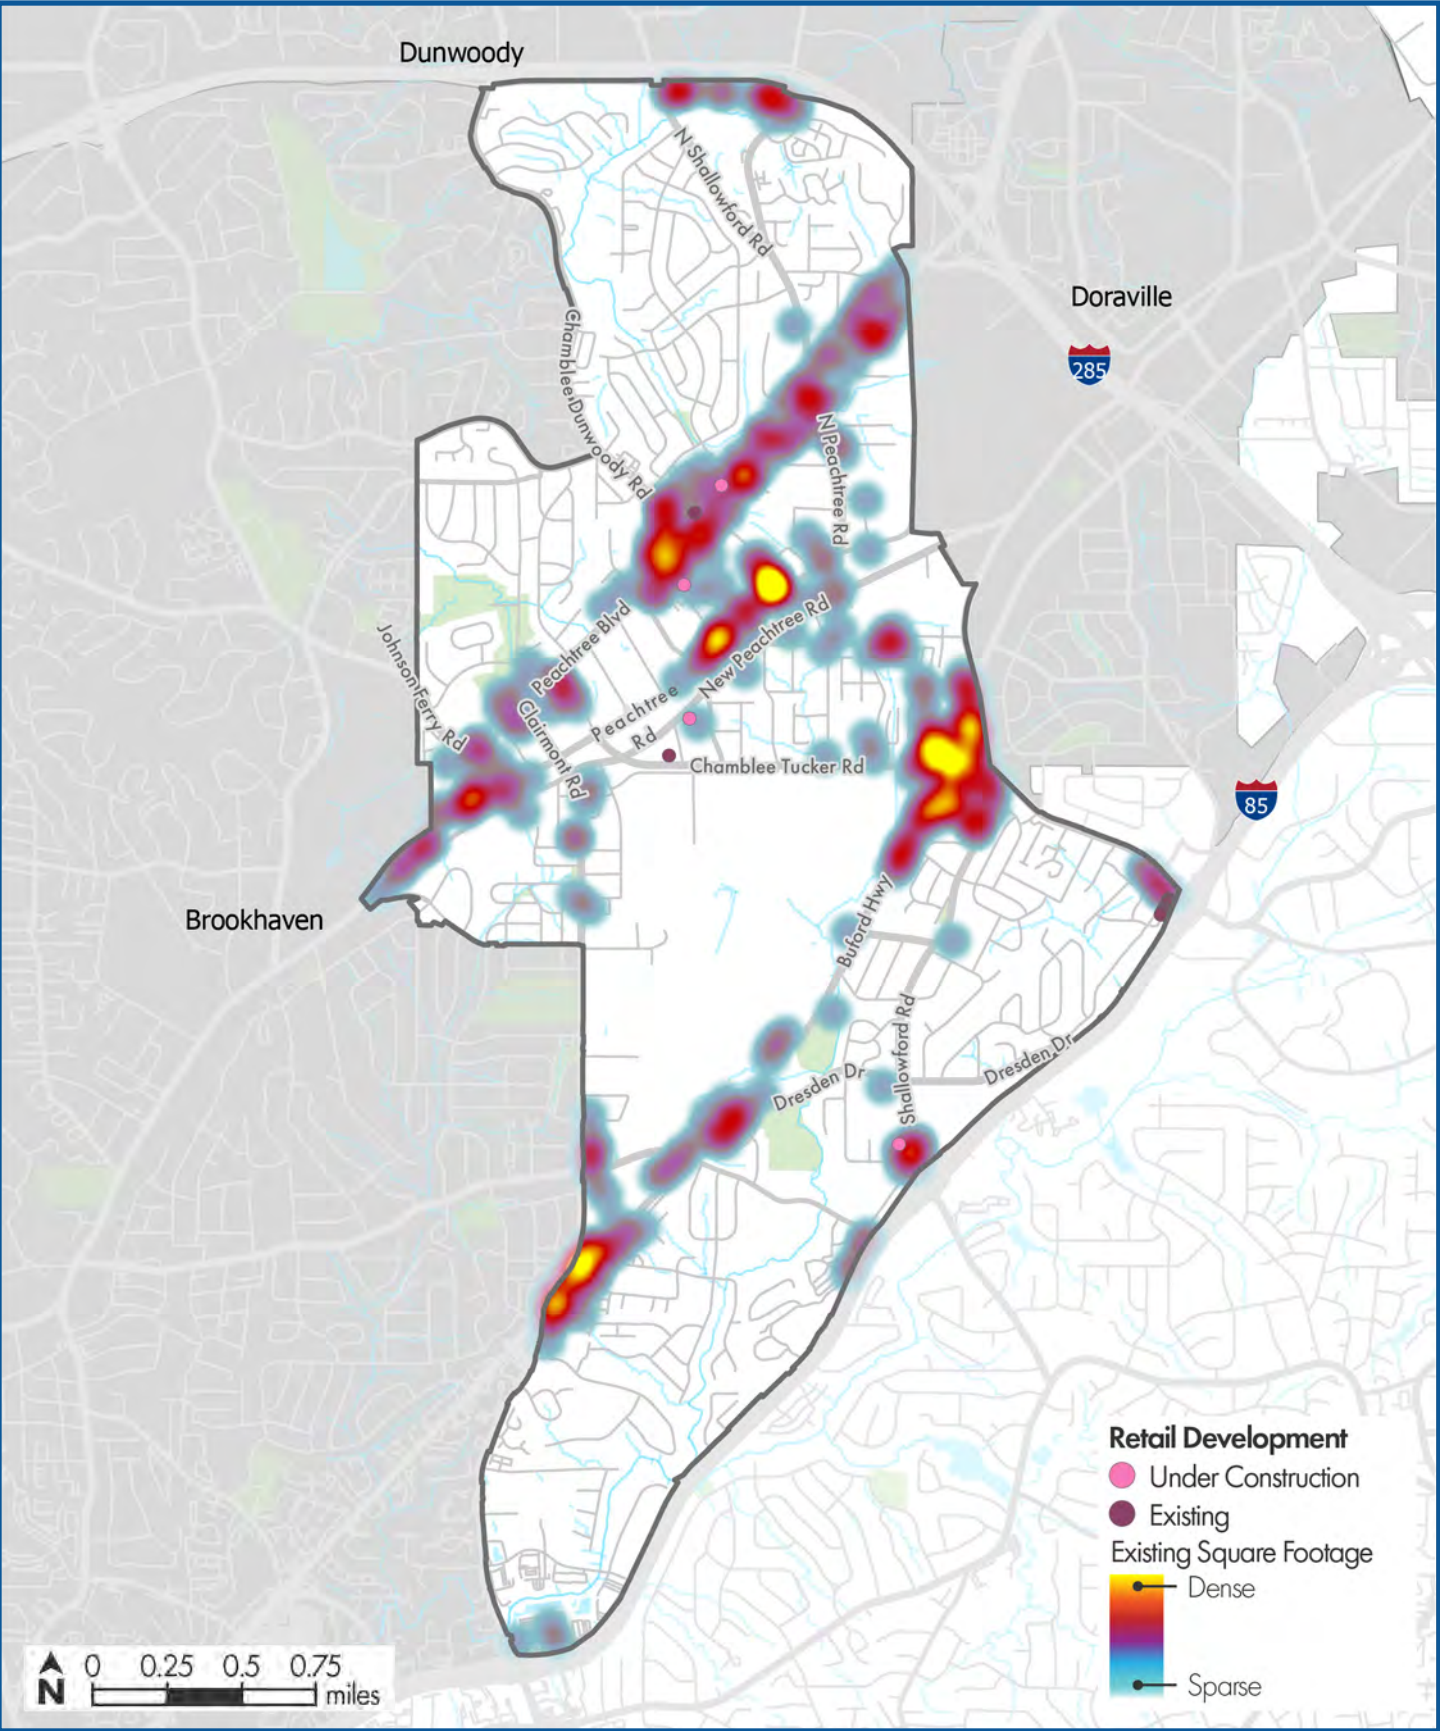 Dunwoody
N Shallowford Rd
Doraville
285
Chamblee Dunwoody Rd
N Peachtree Rd
Peachtree Blvd
New Peachtree Rd
Johnson Ferry Rd
Clairmont Rd
Peachtree
Rd
Chamblee Tucker Rd
85
Brookhaven
Buford Hwy
Shallowford Rd
Dresden Dr
Dresden Dr
Retail Development
Under Construction
Existing
Existing Square Footage
Dense
Sparse
N
0 0.25 0.5 0.75
miles